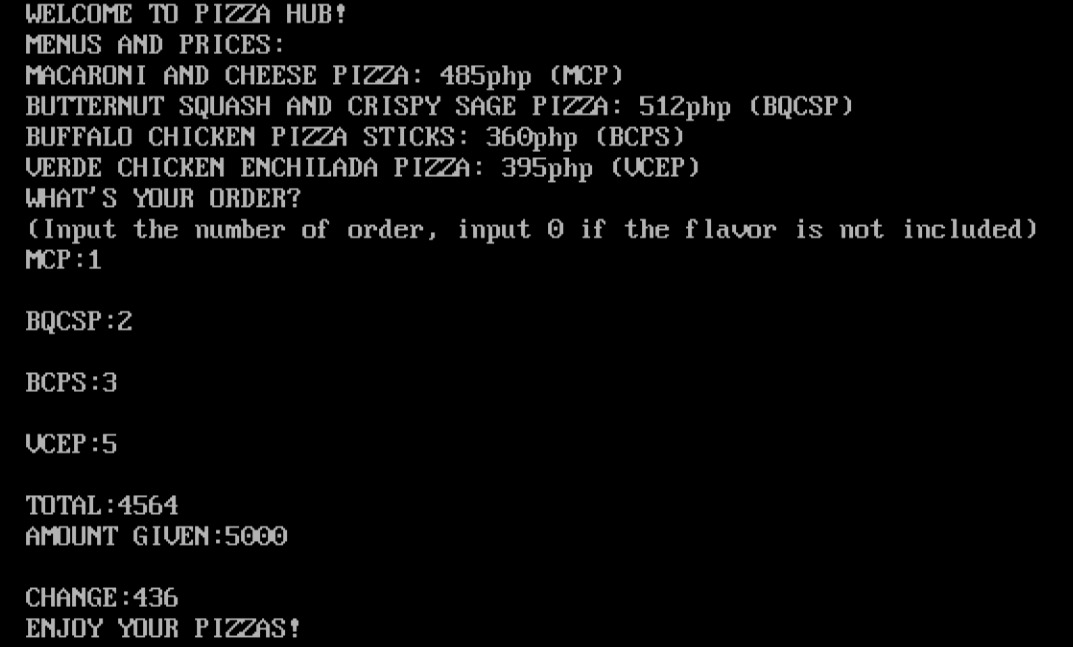 WELCOME TO PIZZA HUB!
MENUS AND PRICES:
MACARONI AND CHEESE PIZZA: 485php (MCP)
BUTTERNUT SQUASH AND CRISPY SAGE PIZZA: 512php (BQCSP)
BUFFALO CHICKEN PIZZA STICKS: 360php (BCPS)
VERDE CHICKEN ENCHILADA PIZZA: 395php (VCEP)
WHAT'S YOUR ORDER?
(Input the number of order, input 0 if the flavor is not included)
MCP:1
BQCSP:2
BCPS:3
VCEP:5
TOTAL:4564
AMOUNT GIVEN:5000
CHANGE:436
ENJOY YOUR PIZZAS!